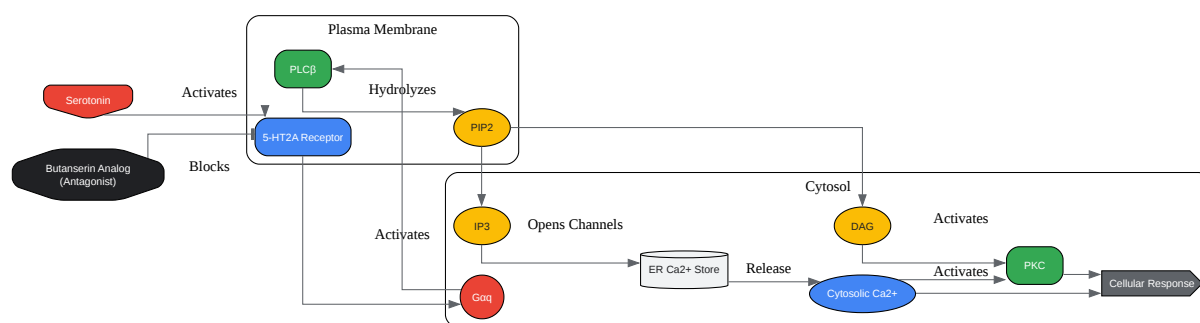 Plasma Membrane
PLCβ
Hydrolyzes
Serotonin
Activates
5-HT2A Receptor
PIP2
Butanserin Analog
(Antagonist)
Blocks
Cytosol
IP3
Opens Channels
DAG
Activates
Activates
ER Ca2+ Store
Release
Activates
PKC
Gαq
Cytosolic Ca2+
Cellular Response